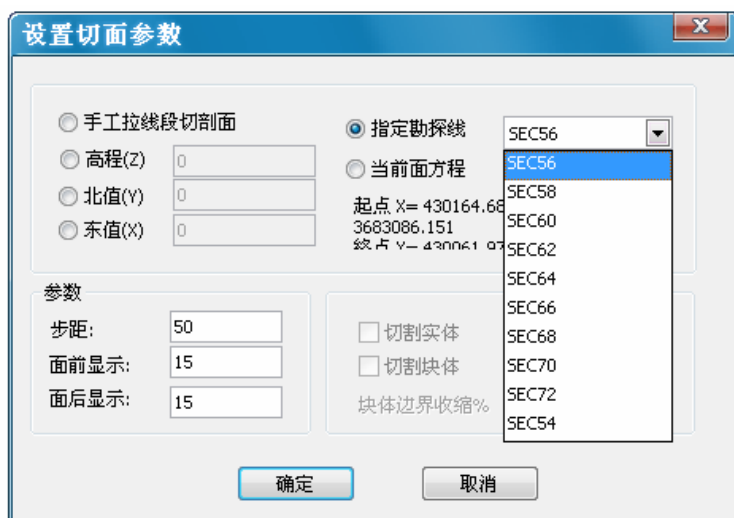 设置切面参数
手工拉线段切剖面
指定勘探线
SEC56
高程(Z)
0
当前面方程
北值(Y)
0
东值(X)
0
起点 X= 430164.68
3683086.151
终点 X= 430061.97
SEC56
SEC58
SEC60
SEC62
SEC64
SEC66
SEC68
SEC70
SEC72
SEC54
参数
步距:
50
面前显示:
15
面后显示:
15
切割实体
切割块体
块体边界收缩%
确定
取消